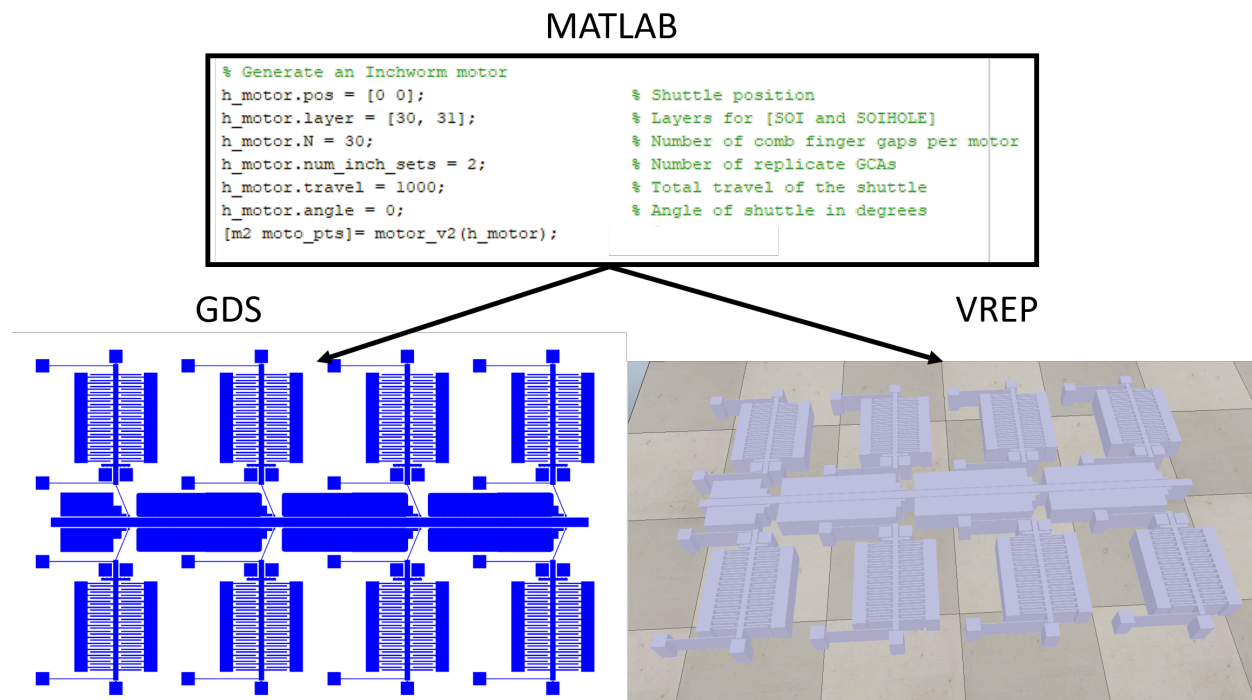 MATLAB
% Generate an Inchworm motor
h_motor.pos = [0 0]; % Shuttle position
h_motor.layer = [30, 31]; % Layers for [SOI and SOIHOLE]
h_motor.N = 30; % Number of comb finger gaps per motor
h_motor.num_inch_sets = 2; % Number of replicate GCAs
h_motor.travel = 1000; % Total travel of the shuttle
h_motor.angle = 0; % Angle of shuttle in degrees
[m2 moto_pts]= motor_v2(h_motor);
GDS
VREP